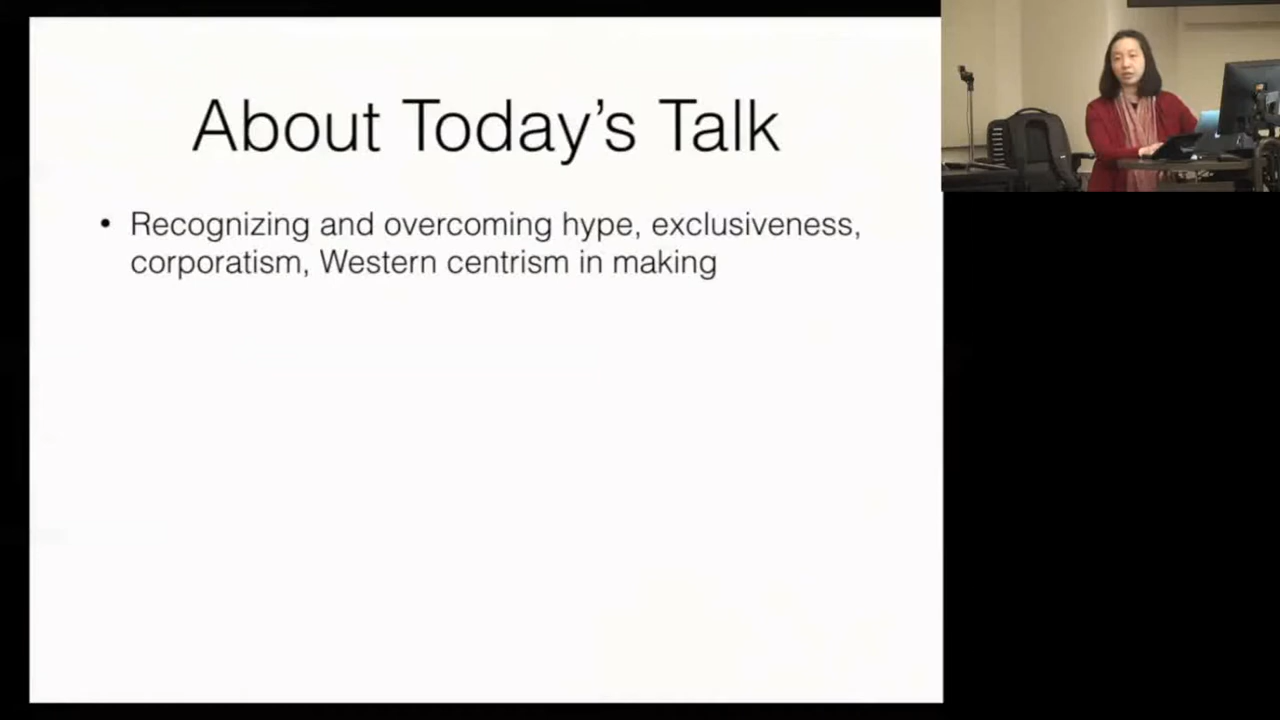 About Today's Talk
• Recognizing and overcoming hype, exclusiveness,
corporatism, Western centrism in making